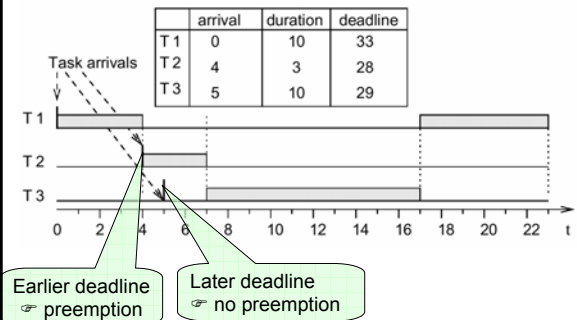 arrival duration deadline
T 1 0 10 33
T 2 4 3 28
T 3 5 10 29
Task arrivals
T 1
T 2
T 3
0 2 4 6 8 10 12 14 16 18 20 22 t
Earlier deadline
☞ preemption
Later deadline
☞ no preemption